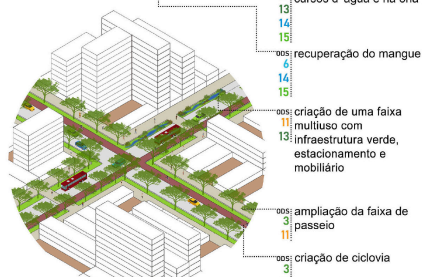 13
14
15
ODS recuperação do mangue
6
14
15
ODS criação de uma faixa
11 multiuso com
13 infraestrutura verde,
estacionamento e
mobiliário
ODS ampliação da faixa de
3 passeio
11
ODS criação de ciclovia
3